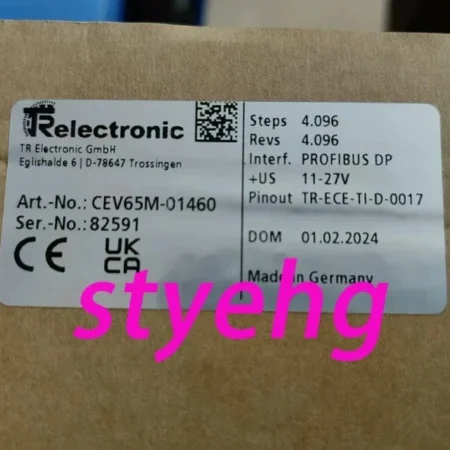 TRelectronic
TR Electronic GmbH
Eglishalde 6 | D-78647 Trossingen
Art.-No.: CEV65M-01460
Ser.-No.: 82591
CE UK CA
Steps 4.096
Revs 4.096
Interf. PROFIBUS DP
+US 11-27V
Pinout TR-ECE-TI-D-0017
DOM 01.02.2024
Made in Germany
styehg